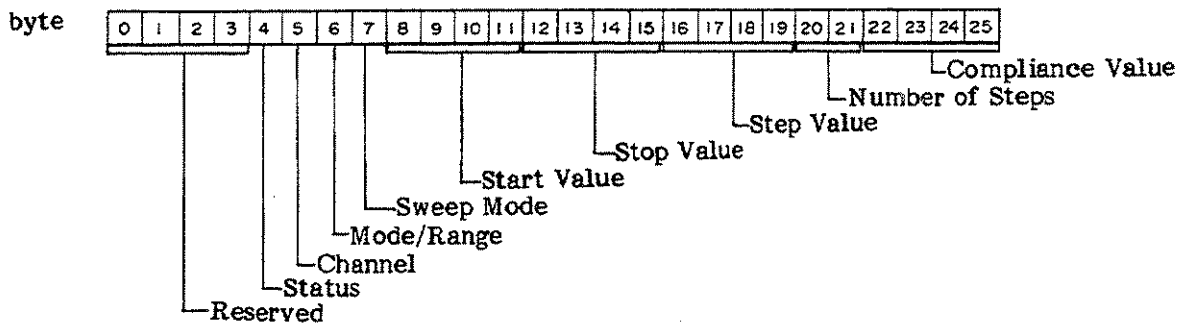 byte 0 1 2 3 4 5 6 7 8 9 10 11 12 13 14 15 16 17 18 19 20 21 22 23 24 25
Compliance Value
Number of Steps
Step Value
Stop Value
Start Value
Sweep Mode
Mode/Range
Channel
Status
Reserved